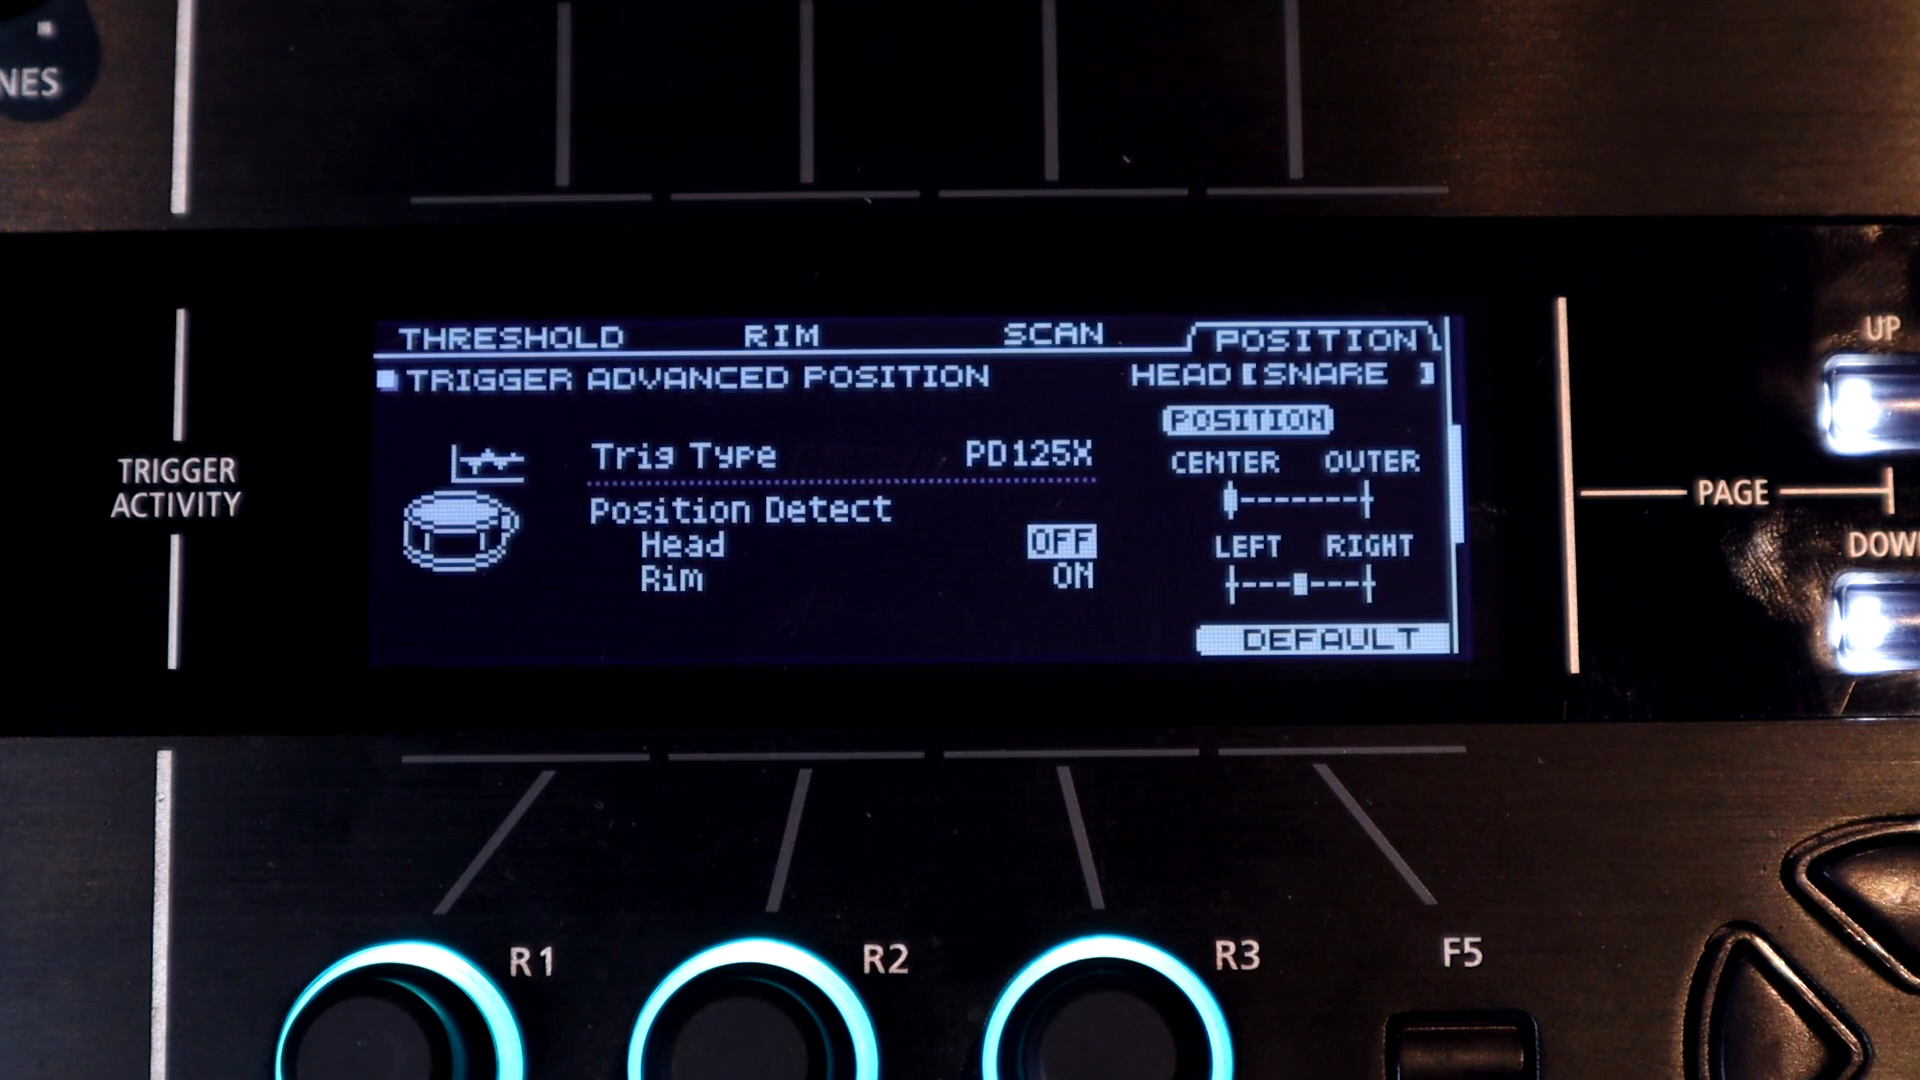 NES
THRESHOLD RIM SCAN POSITION
TRIGGER ADVANCED POSITION HEAD[SNARE ]
POSITION
Trig Type PD125X
CENTER OUTER
Position Detect
Head OFF
LEFT RIGHT
Rim ON
DEFAULT
TRIGGER
ACTIVITY
UP
PAGE
DOW
R1 R2 R3 F5